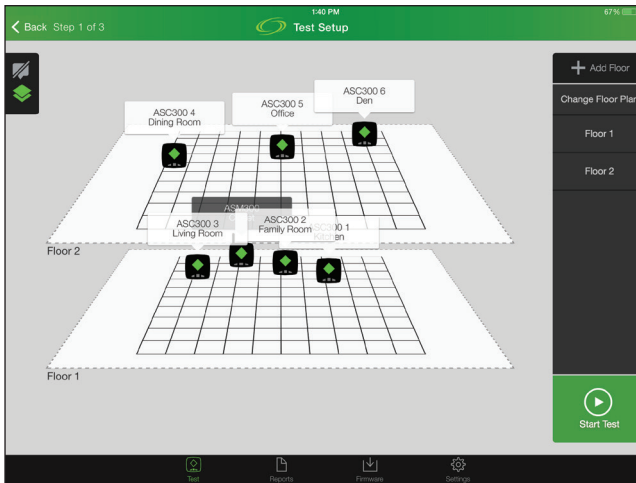 1:40 PM
67%
Back Step 1 of 3
Test Setup
Add Floor
Change Floor Plan
Floor 1
Floor 2
ASC300 6
Den
ASC300 5
Office
ASC300 4
Dining Room
ASM300
ASC300 3
Living Room
ASC300 2
Family Room
ASC300 1
Kitchen
Floor 2
Floor 1
Start Test
Test
Reports
Firmware
Settings